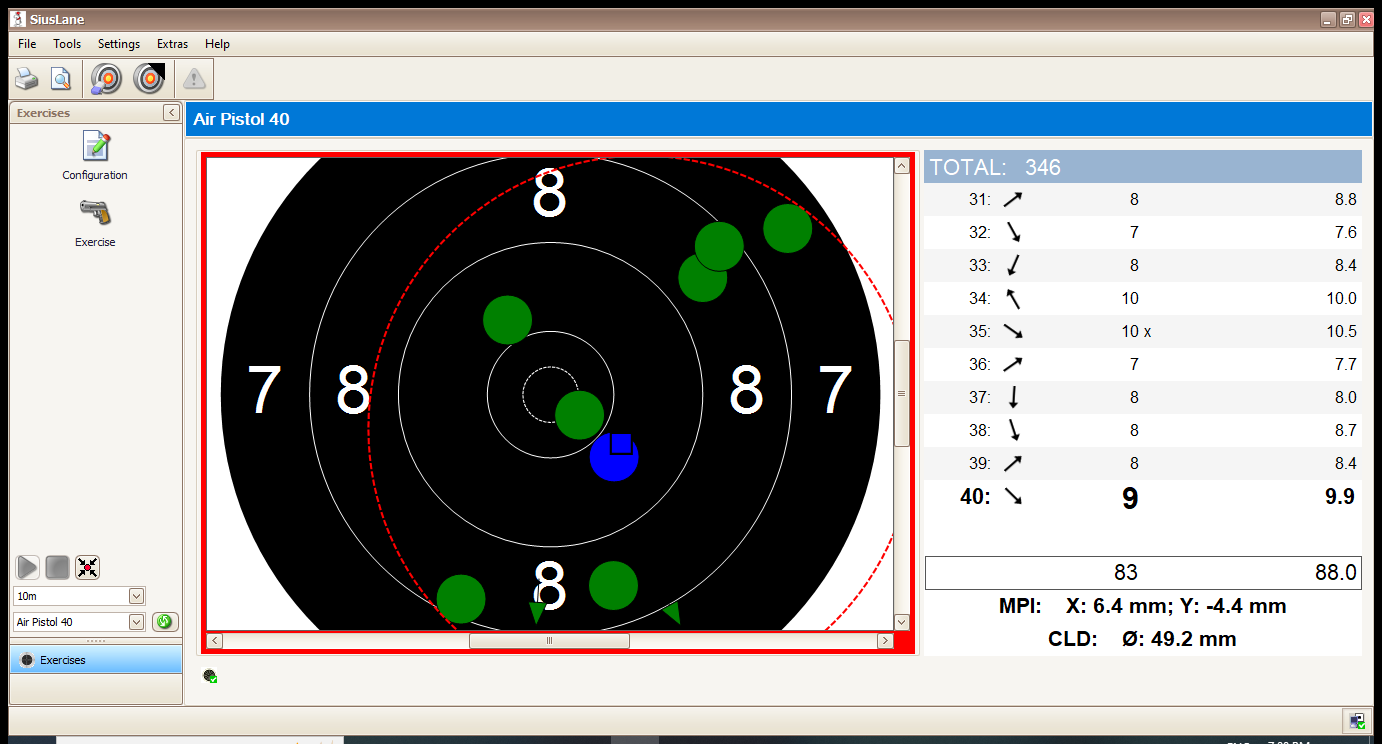 SiusLane
File Tools Settings Extras Help
Exercises
Configuration
Exercise
10m
Air Pistol 40
Exercises
Air Pistol 40
8
7 8 8 7
8
TOTAL: 346
31: 8 8.8
32: 7 7.6
33: 8 8.4
34: 10 10.0
35: 10 x 10.5
36: 7 7.7
37: 8 8.0
38: 8 8.7
39: 8 8.4
40: 9 9.9
83 88.0
MPI: X: 6.4 mm; Y: -4.4 mm
CLD: Ø: 49.2 mm